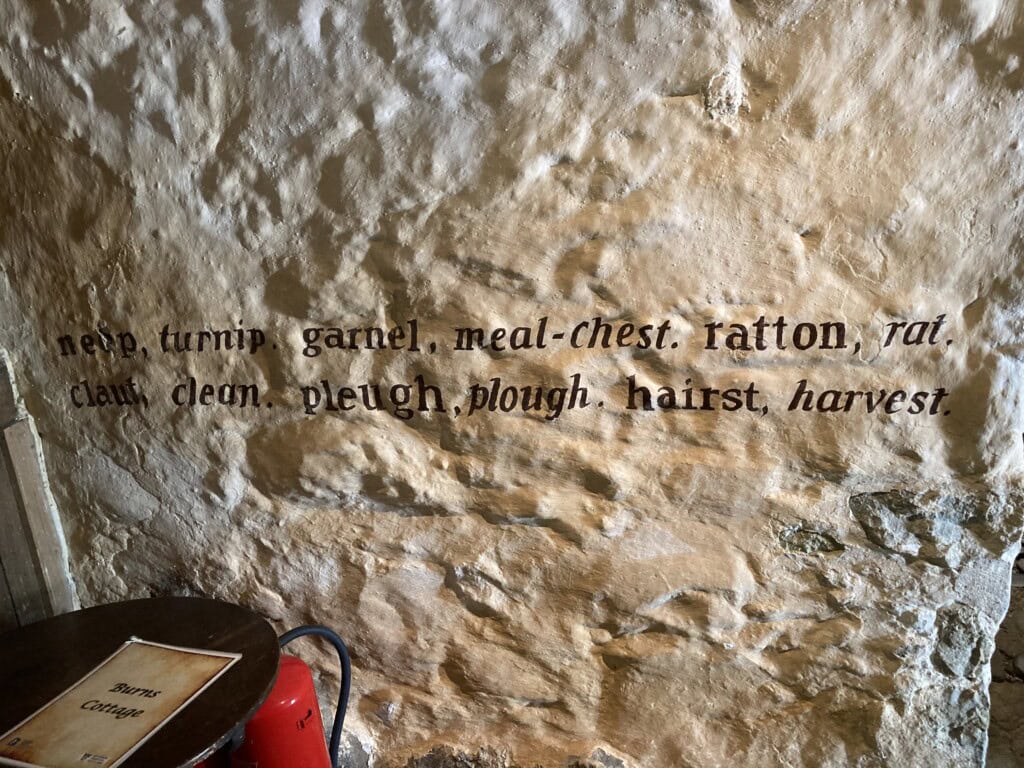 neep, turnip. garnel, meal-chest. ratton, rat.
claut, clean. pleugh, plough. hairst, harvest.
Burns
Cottage